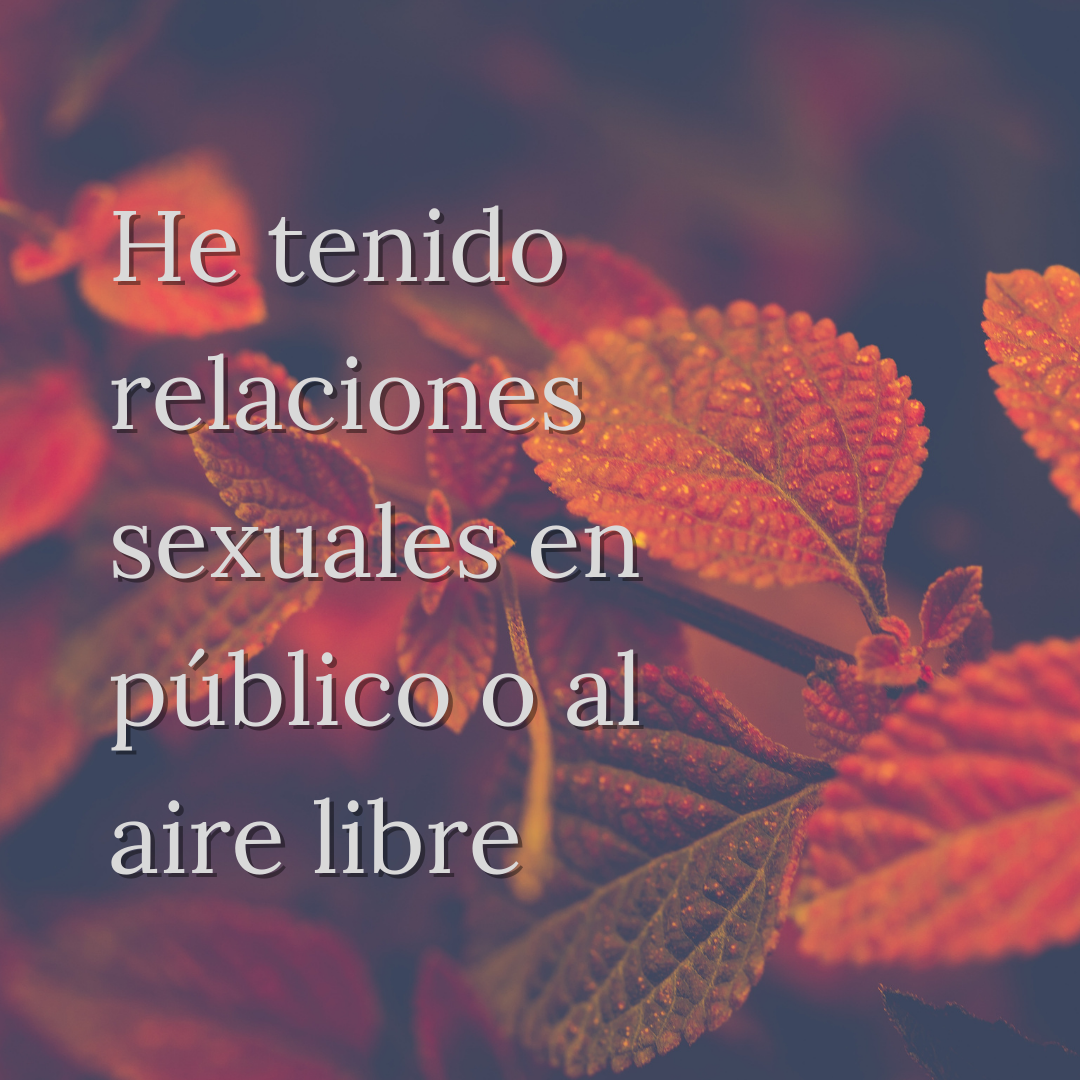 He tenido
relaciones
sexuales en
público o al
aire libre